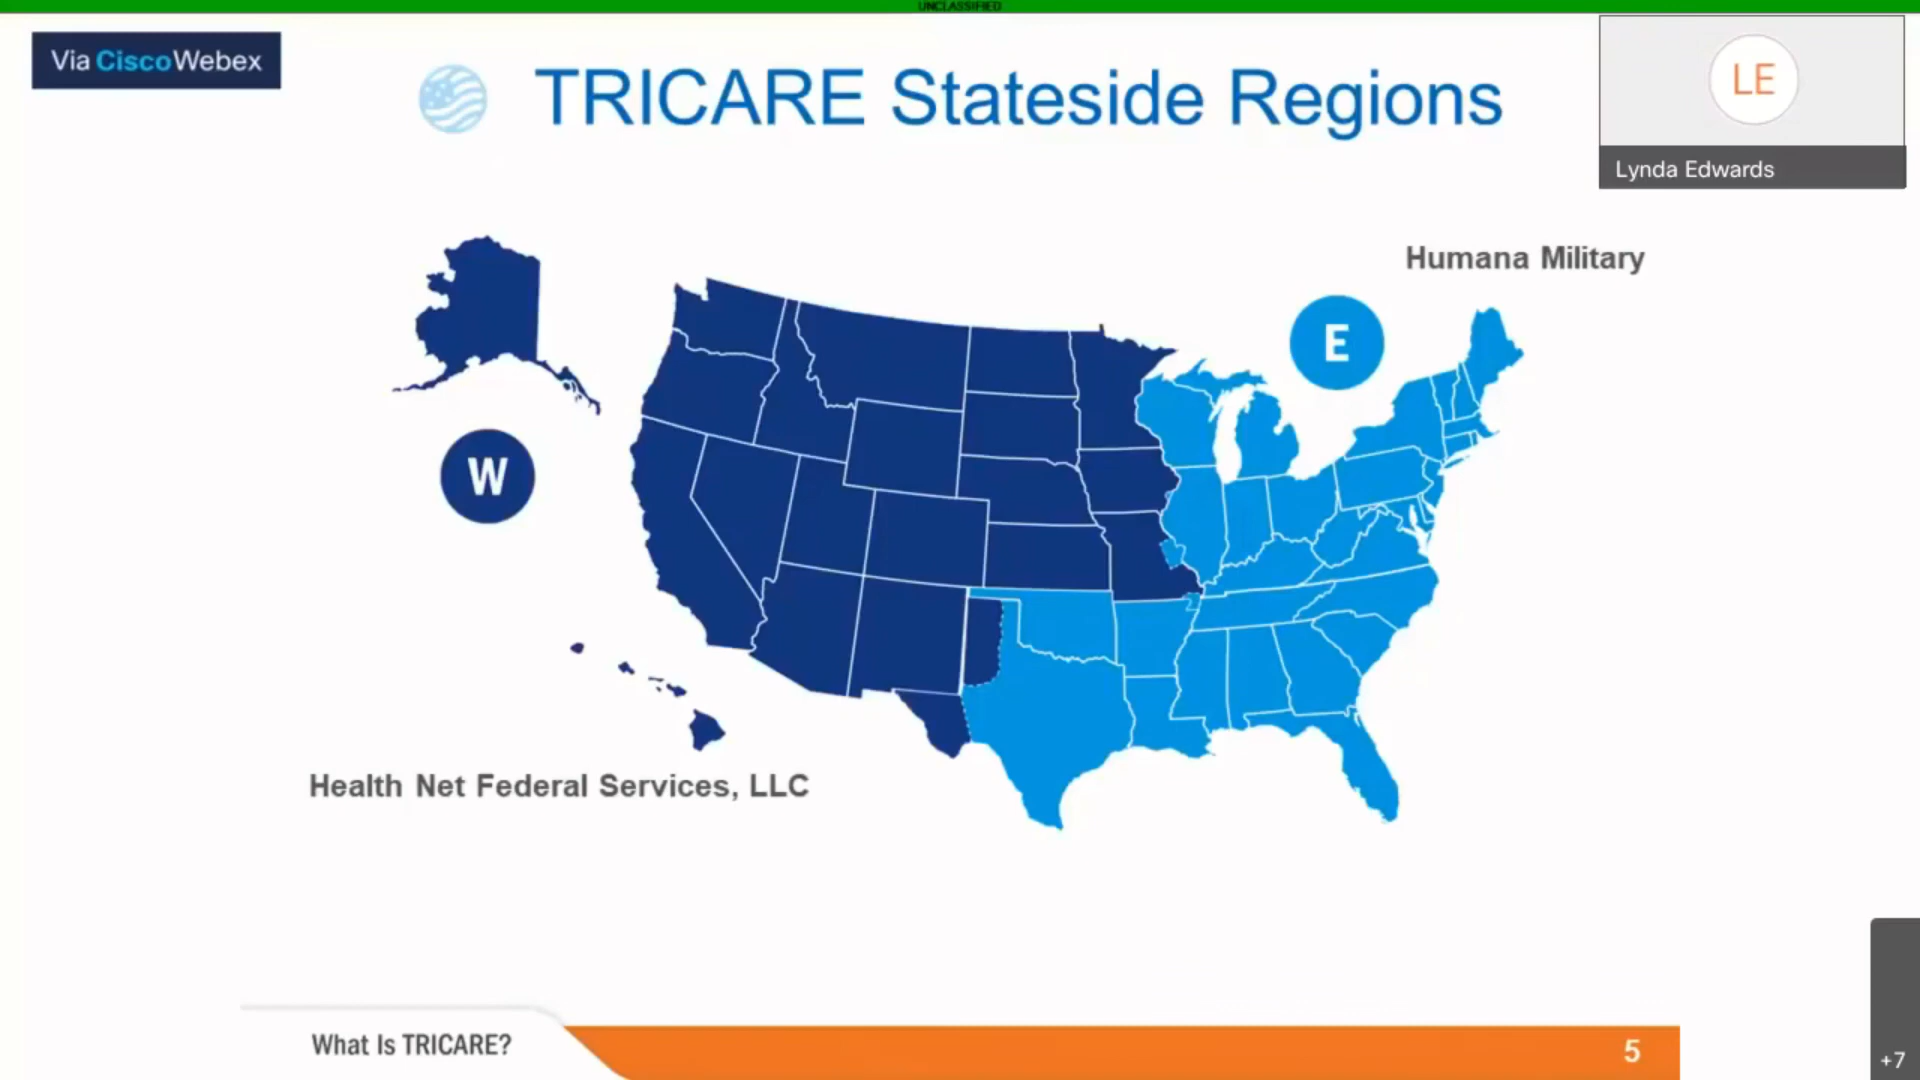 UNCLASSIFIED
Via CiscoWebex
TRICARE Stateside Regions
LE
Lynda Edwards
Humana Military
E
W
Health Net Federal Services, LLC
What Is TRICARE?
5
+7